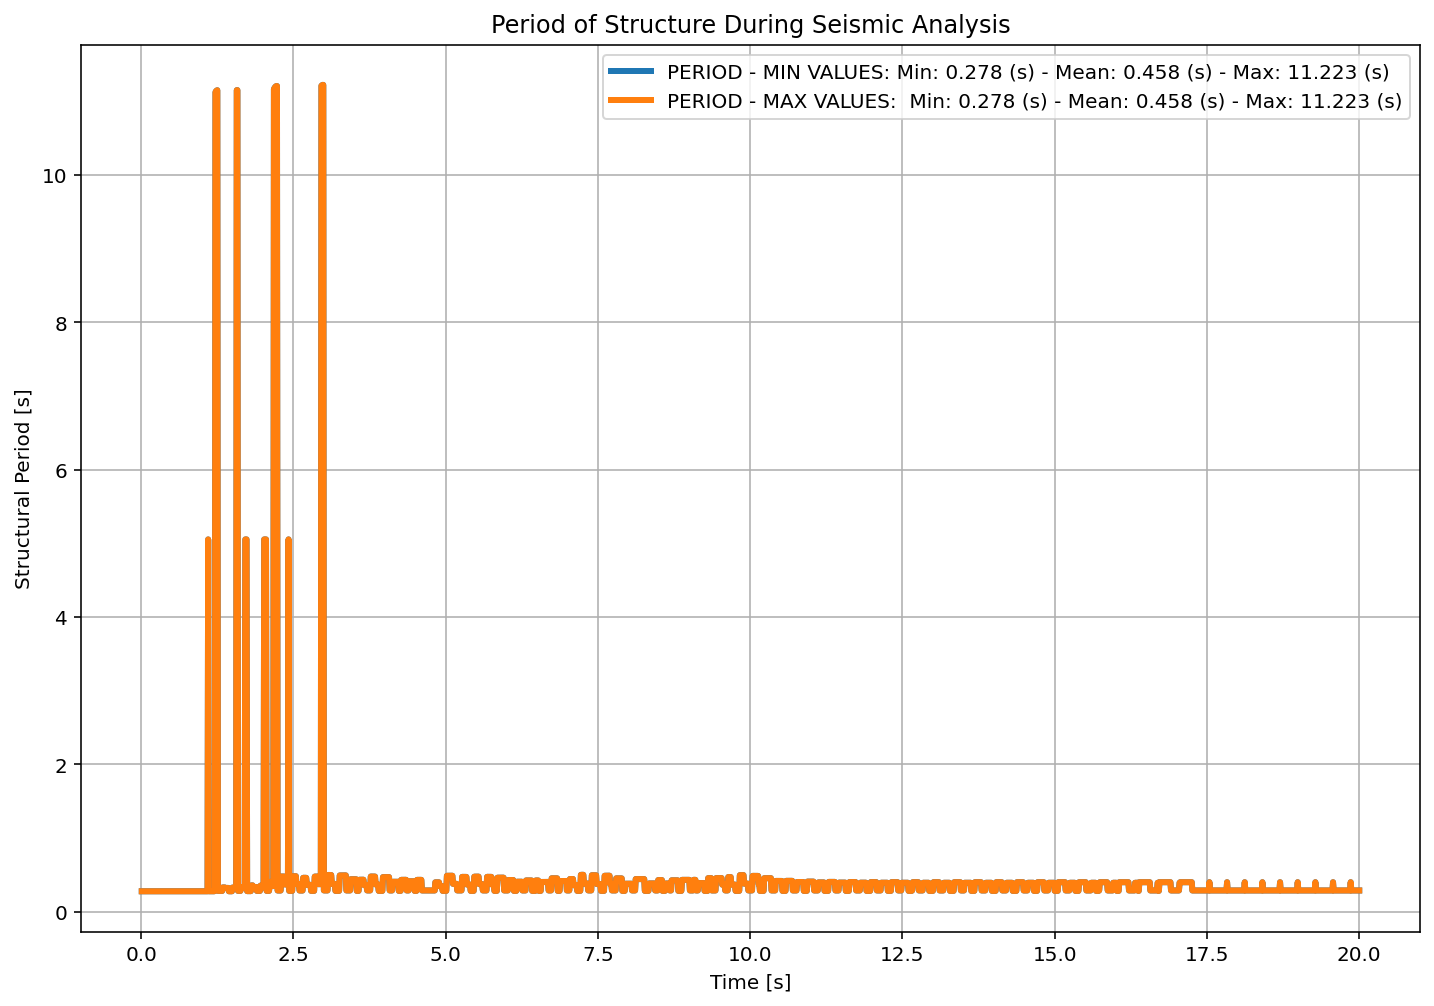 Period of Structure During Seismic Analysis
PERIOD - MIN VALUES: Min: 0.278 (s) - Mean: 0.458 (s) - Max: 11.223 (s)
PERIOD - MAX VALUES:  Min: 0.278 (s) - Mean: 0.458 (s) - Max: 11.223 (s)
10
8
6
4
2
0
Structural Period [s]
0.0 2.5 5.0 7.5 10.0 12.5 15.0 17.5 20.0
Time [s]